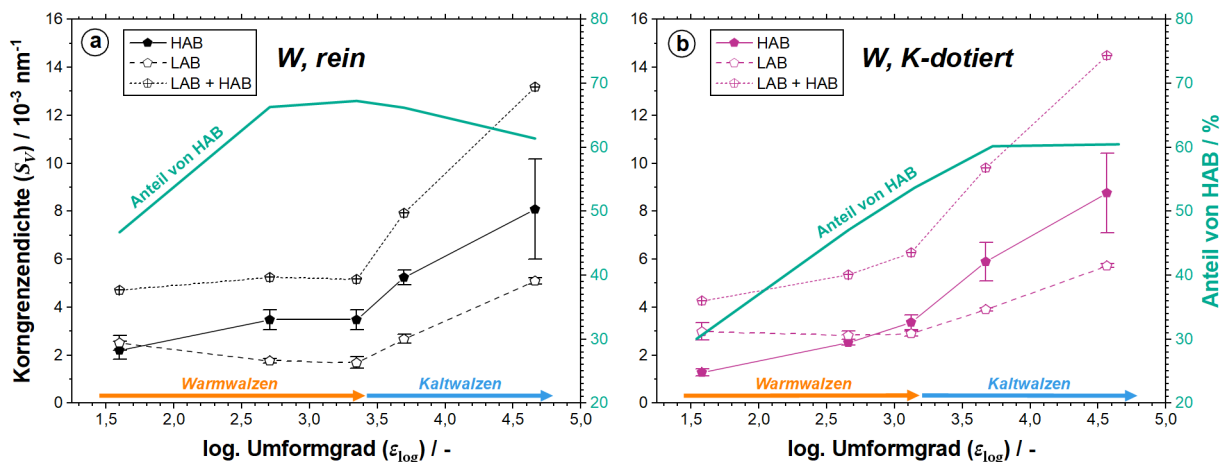 a
W, rein
HAB
LAB
LAB + HAB
Anteil von HAB
Warmwalzen
Kaltwalzen
16
14
12
10
8
6
4
2
0
80
70
60
50
40
30
20
1,5 2,0 2,5 3,0 3,5 4,0 4,5 5,0
Korngrenzendichte (S_V) / 10⁻³ nm⁻¹
log. Umformgrad (ε_log) / -
b
W, K-dotiert
HAB
LAB
LAB + HAB
Anteil von HAB
Warmwalzen
Kaltwalzen
16
14
12
10
8
6
4
2
0
80
70
60
50
40
30
20
1,5 2,0 2,5 3,0 3,5 4,0 4,5 5,0
log. Umformgrad (ε_log) / -
Anteil von HAB / %